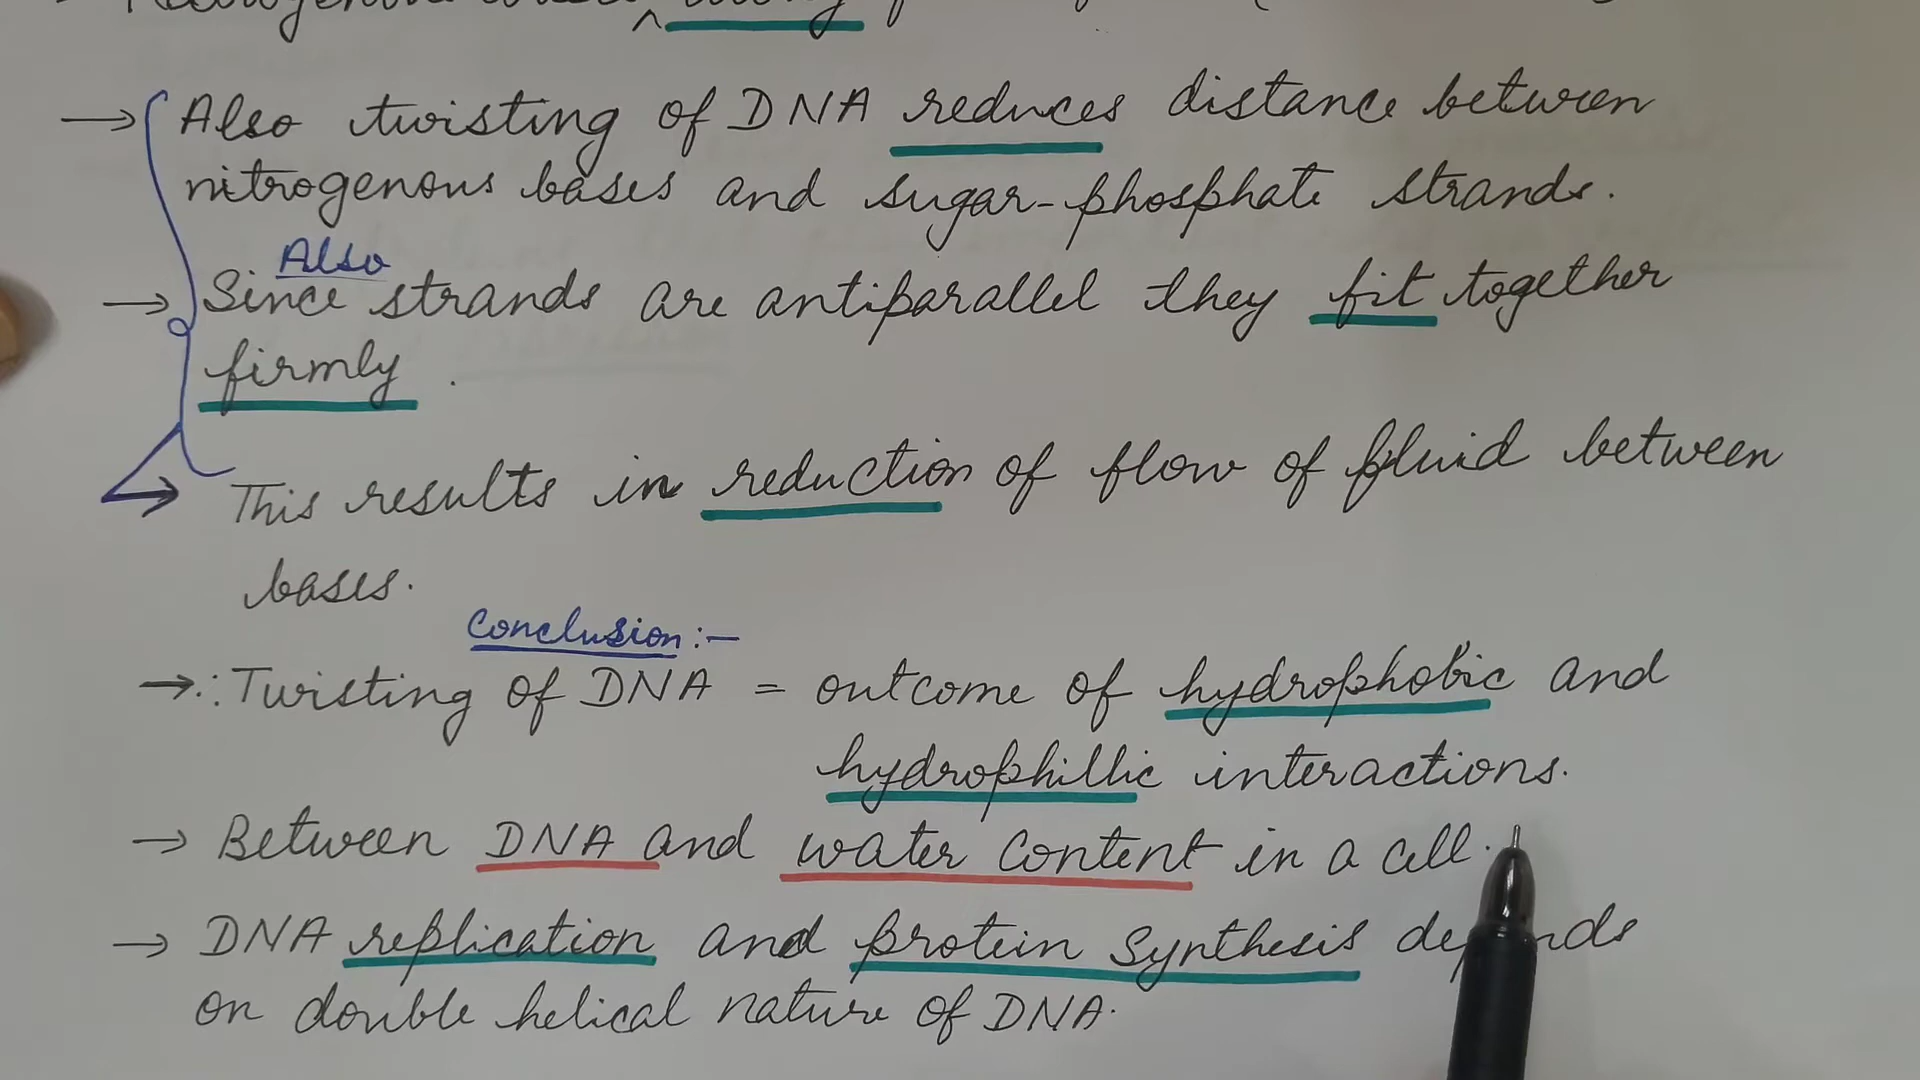 → Also twisting of DNA reduces distance between
nitrogenous bases and sugar-phosphate strands.
Also
→ Since strands are antiparallel they fit together
firmly.
→ This results in reduction of flow of fluid between
bases.
Conclusion:-
→ ∴ Twisting of DNA = outcome of hydrophobic and
hydrophillic interactions.
→ Between DNA and water content in a cell.
→ DNA replication and protein synthesis
on double helical nature of DNA.